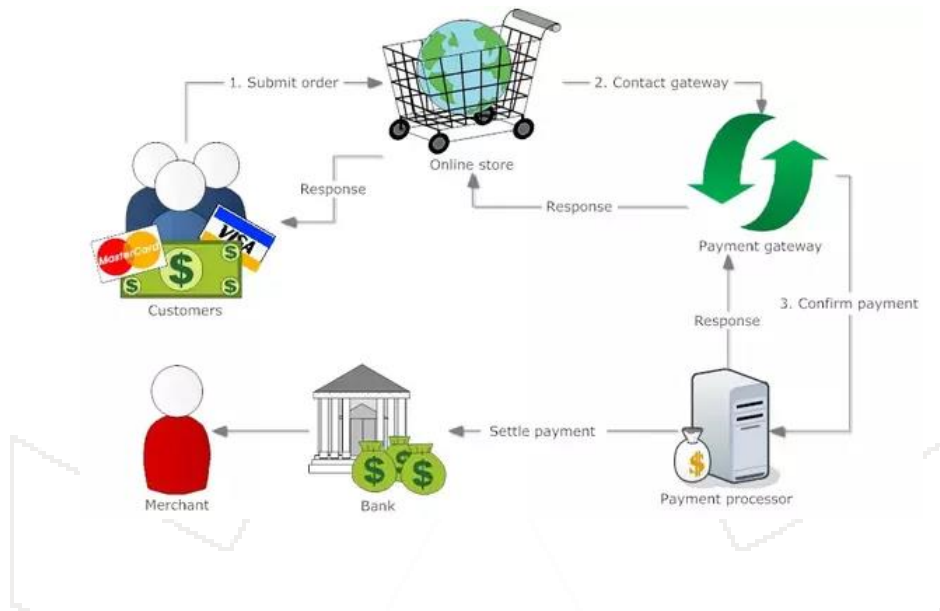 1. Submit order
2. Contact gateway
Online store
Response
Response
MasterCard
VISA
$
$
$
$
$
Customers
Payment gateway
3. Confirm payment
Response
Settle payment
$
$
$
$
Merchant
Bank
Payment processor